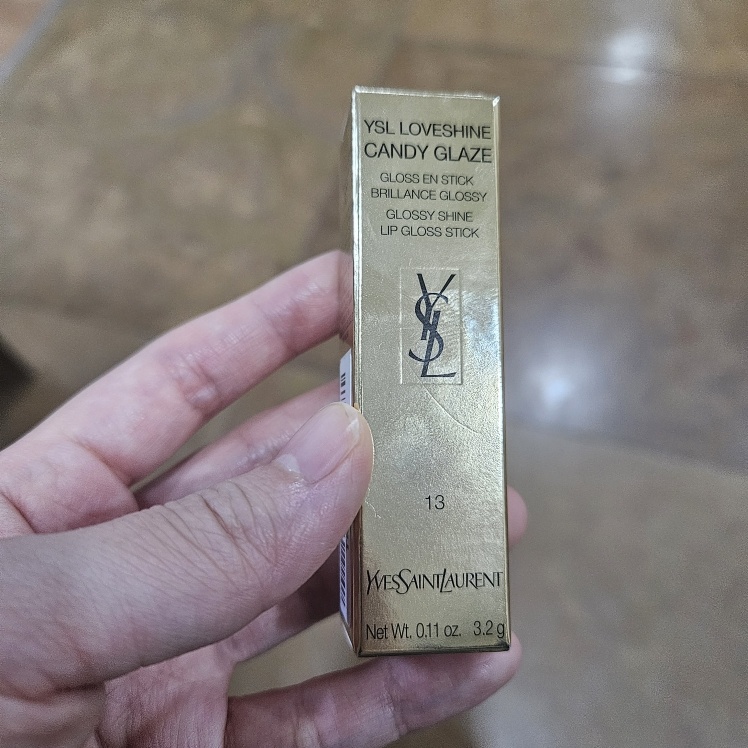 YSL LOVESHINE
CANDY GLAZE
GLOSS EN STICK
BRILLANCE GLOSSY
GLOSSY SHINE
LIP GLOSS STICK
YSL
13
YVESSAINTLAURENT
Net Wt. 0.11 oz. 3.2 g